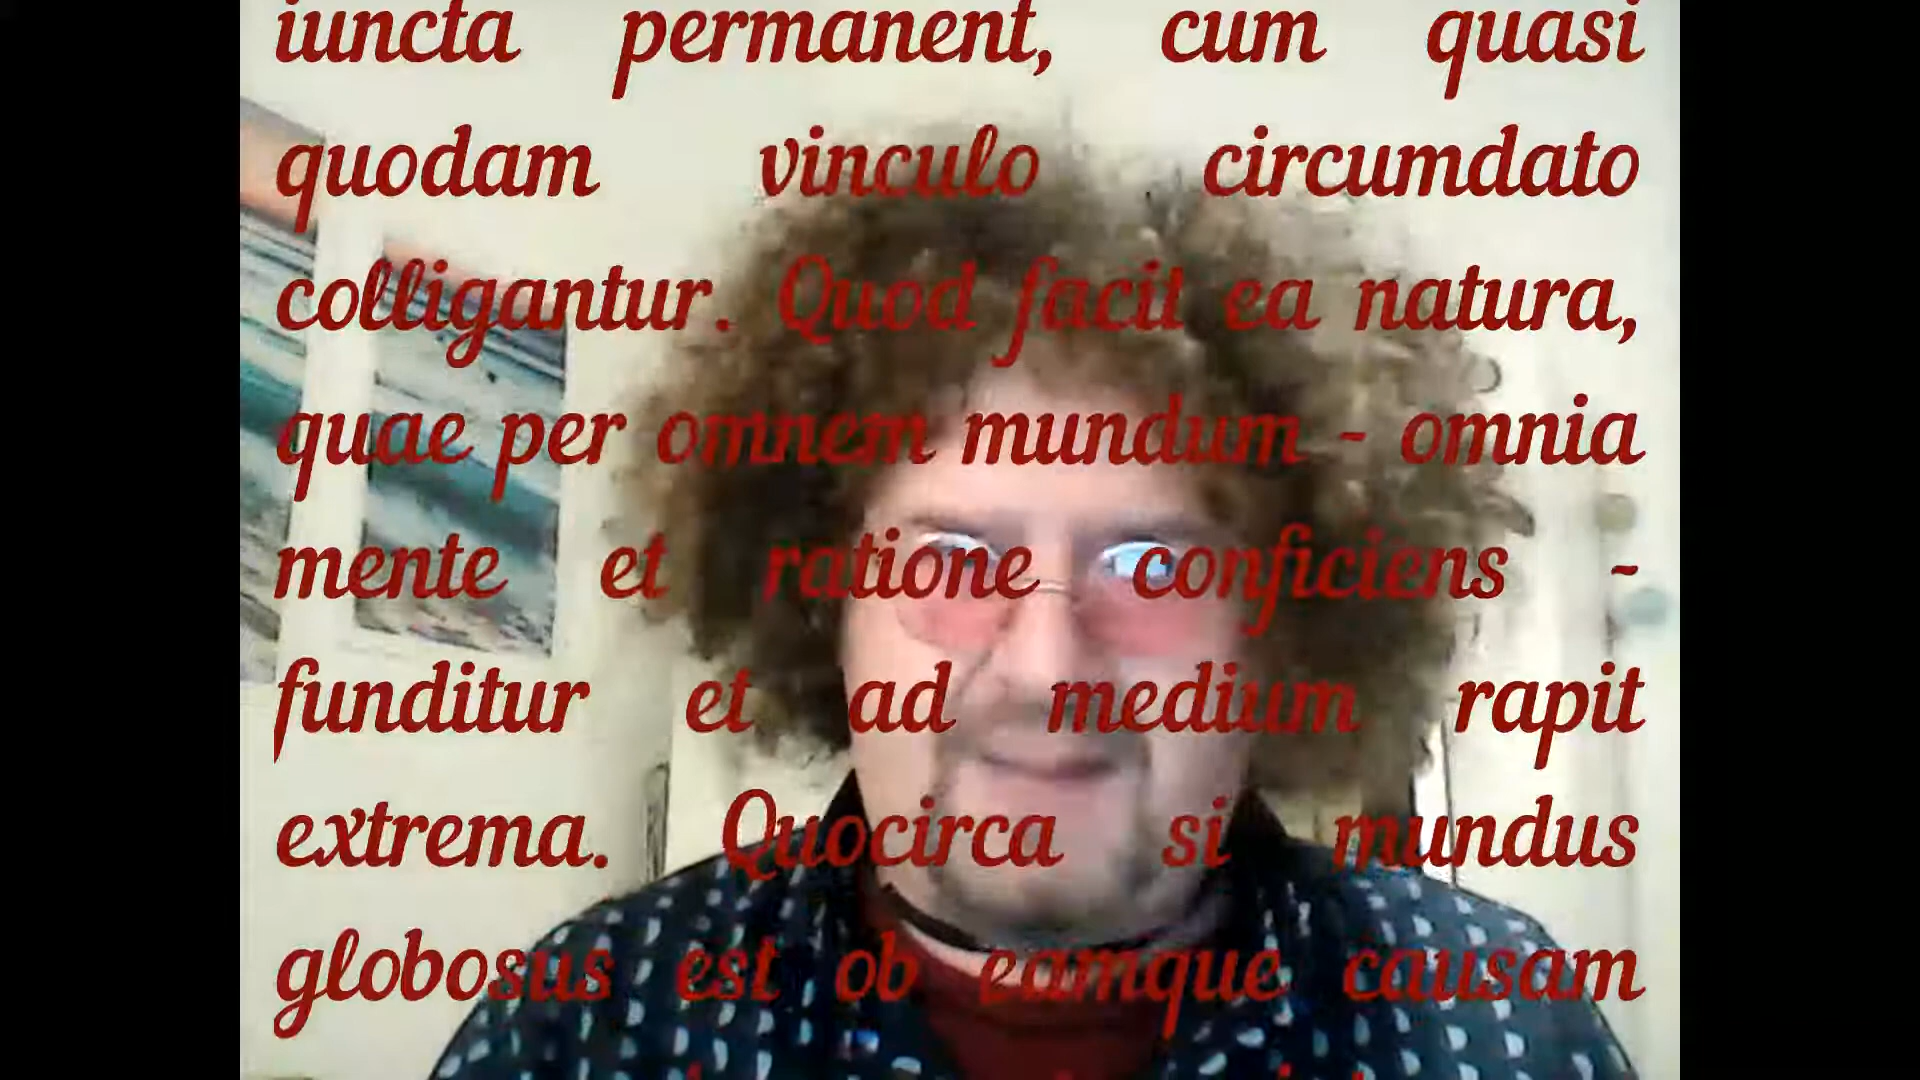 iuncta permanent, cum quasi
quodam vinculo circumdato
colligantur. Quod facit ea natura,
quae per omnem mundum - omnia
mente et ratione conficiens -
funditur et ad medium rapit
extrema. Quocirca si mundus
globosus est ob eamque causam